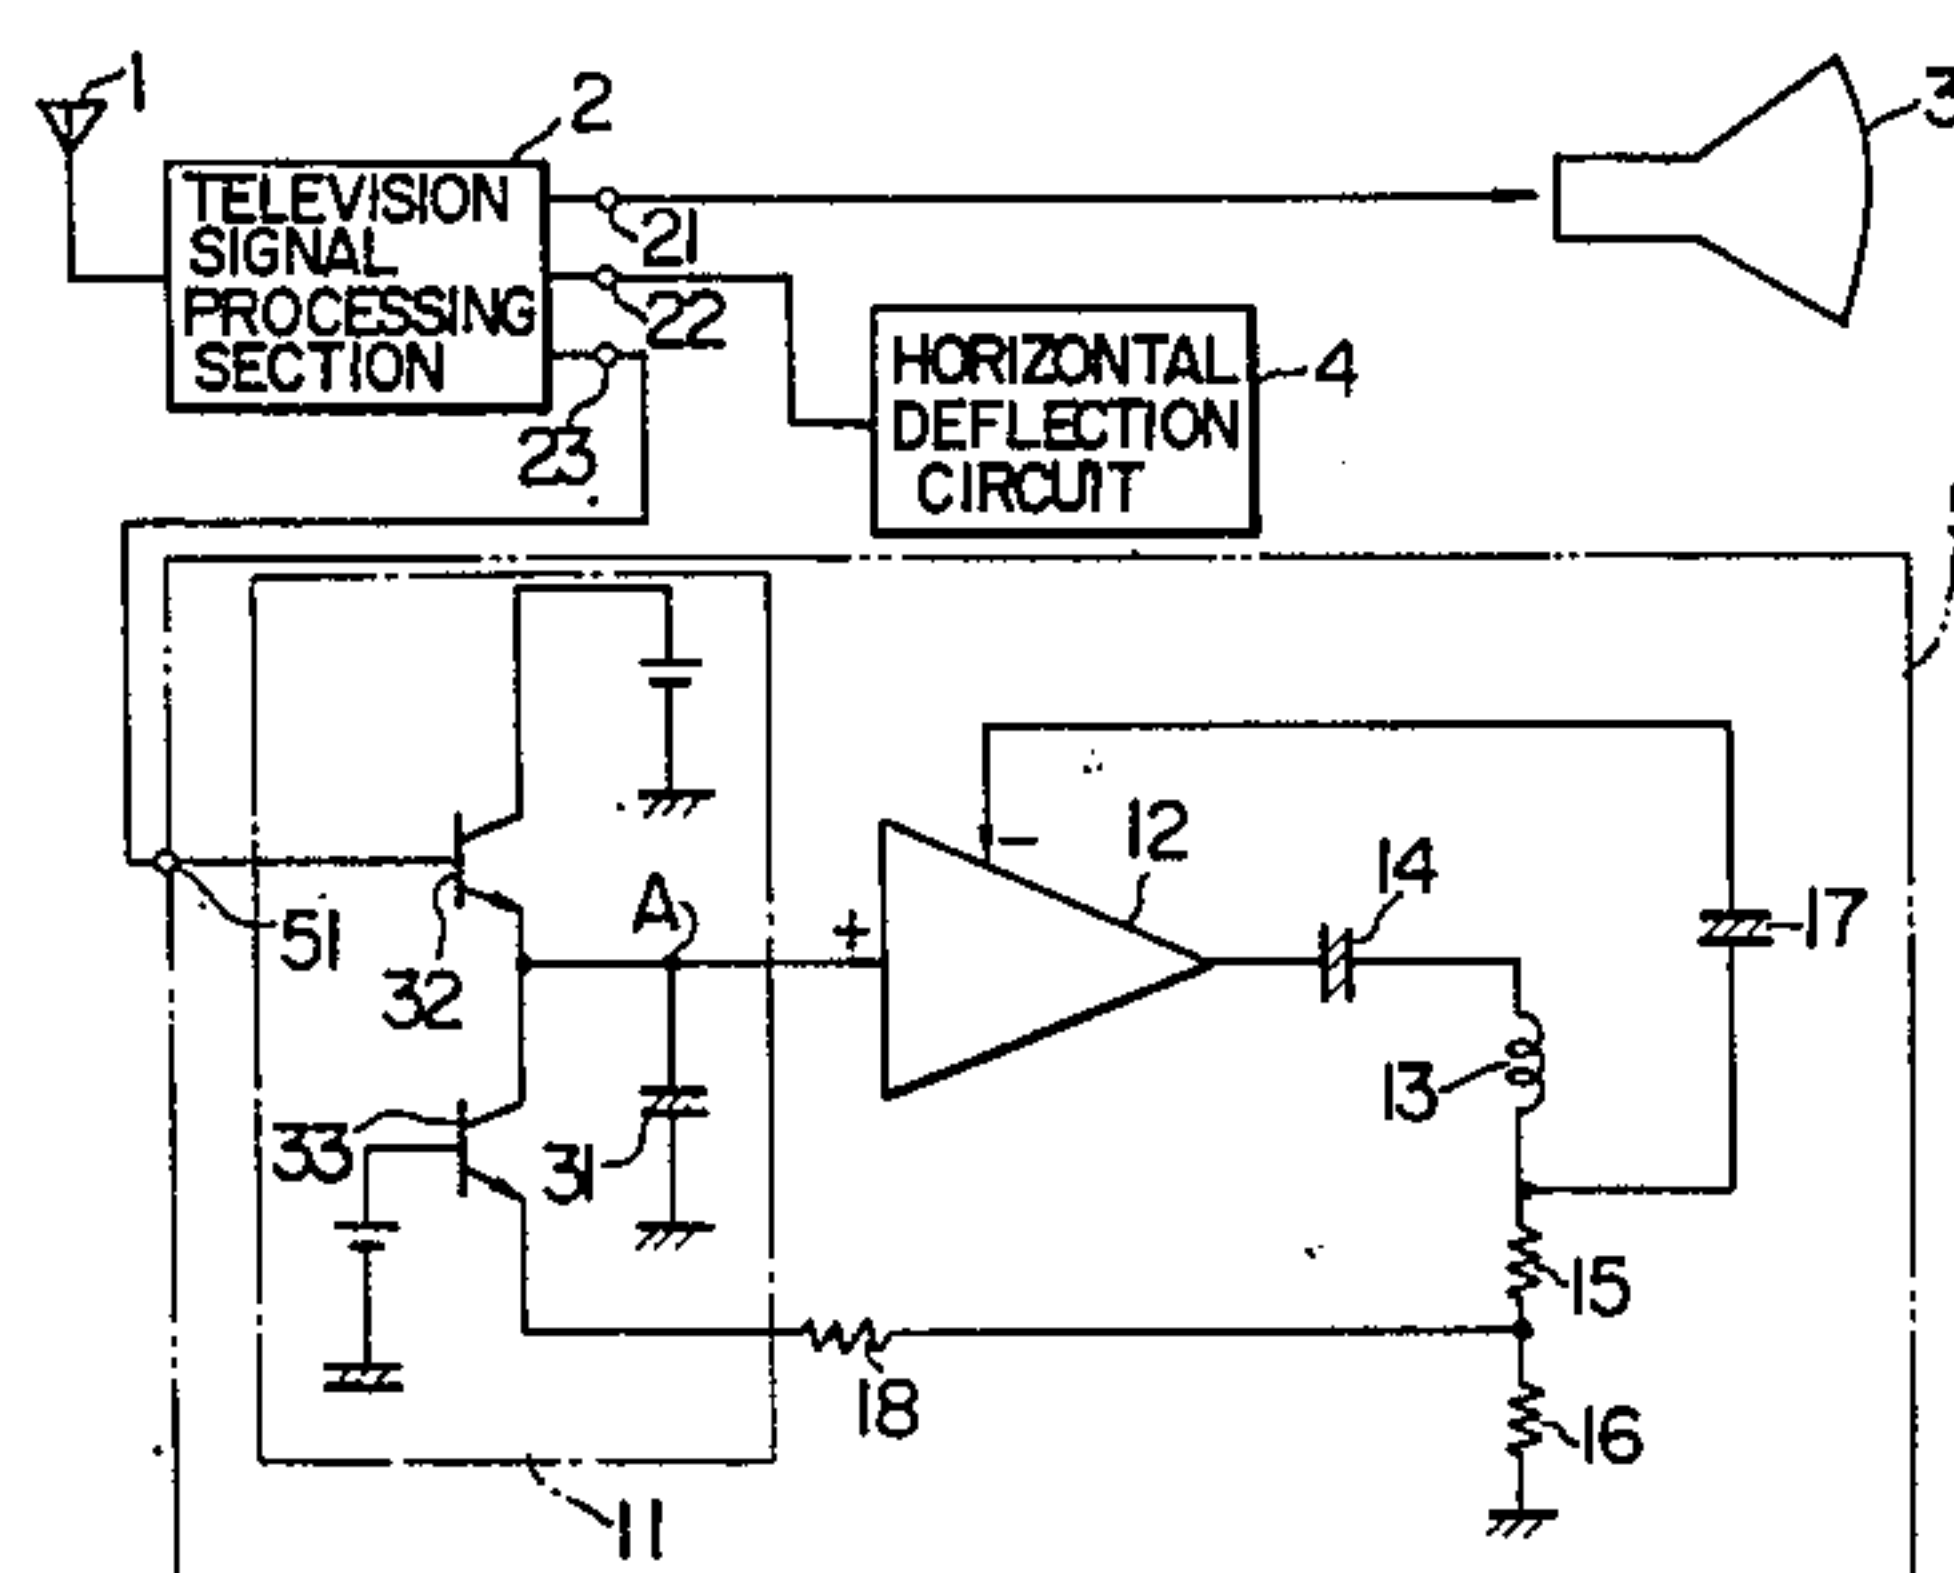 1
2
3
TELEVISION
SIGNAL
PROCESSING
SECTION
21
22
23
HORIZONTAL
DEFLECTION
CIRCUIT
4
51
32
A
+
−
12
14
17
13
33
31
15
18
16
11